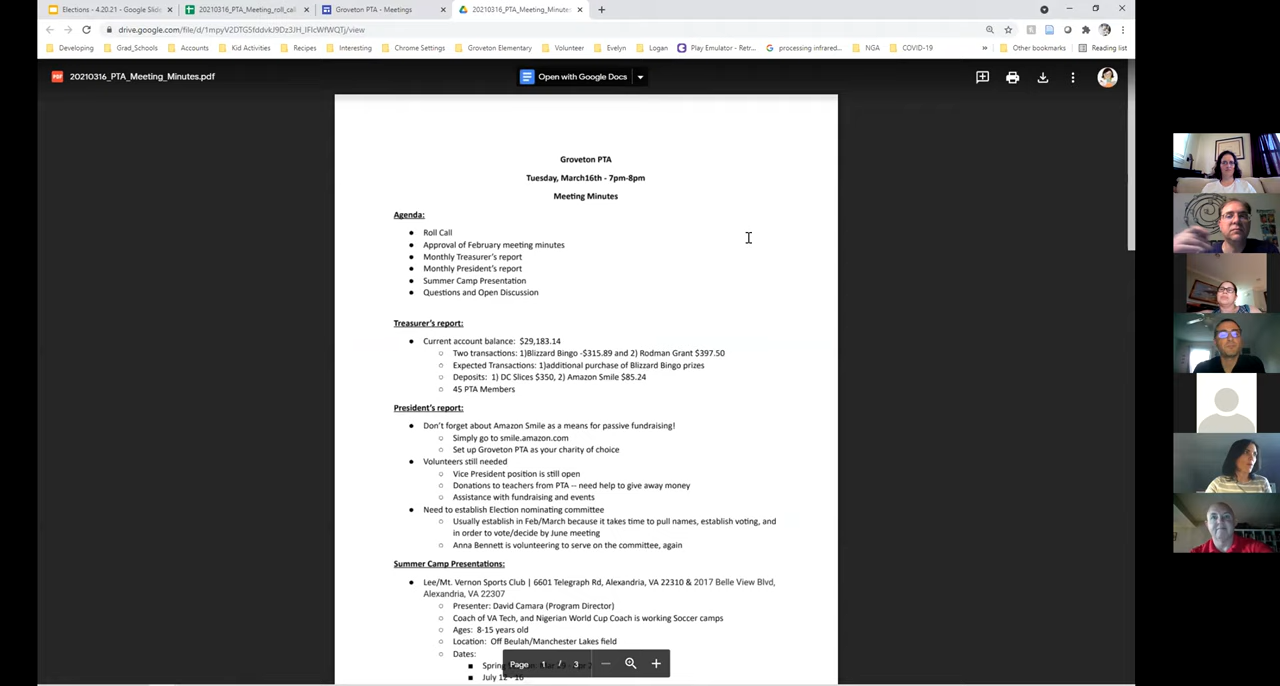 Elections - 4.20.21 - Google Slide
20210316_PTA_Meeting_roll_cal
Groveton PTA - Meetings
20210316_PTA_Meeting_Minutes
Developing
Grad_Schools
Accounts
Kid Activities
Recipes
Interesting
Chrome Settings
Groveton Elementary
Volunteer
Evelyn
Logan
Play Emulator - Retr...
processing infrared...
NGA
COVID-19
Other bookmarks
Reading list
20210316_PTA_Meeting_Minutes.pdf
Open with Google Docs
Groveton PTA
Tuesday, March16th - 7pm-8pm
Meeting Minutes
Agenda:
● Roll Call
● Approval of February meeting minutes
● Monthly Treasurer's report
● Monthly President's report
● Summer Camp Presentation
● Questions and Open Discussion
Treasurer's report:
● Current account balance: $29,183.14
○ Two transactions: 1)Blizzard Bingo -$315.89 and 2) Rodman Grant $397.50
○ Expected Transactions: 1)additional purchase of Blizzard Bingo prizes
○ Deposits: 1) DC Slices $350, 2) Amazon Smile $85.24
○ 45 PTA Members
President's report:
● Don't forget about Amazon Smile as a means for passive fundraising!
○ Simply go to smile.amazon.com
○ Set up Groveton PTA as your charity of choice
● Volunteers still needed
○ Vice President position is still open
○ Donations to teachers from PTA -- need help to give away money
○ Assistance with fundraising and events
● Need to establish Election nominating committee
○ Usually establish in Feb/March because it takes time to pull names, establish voting, and
in order to vote/decide by June meeting
○ Anna Bennett is volunteering to serve on the committee, again
Summer Camp Presentations:
● Lee/Mt. Vernon Sports Club | 6601 Telegraph Rd, Alexandria, VA 22310 & 2017 Belle View Blvd,
Alexandria, VA 22307
○ Presenter: David Camara (Program Director)
○ Coach of VA Tech, and Nigerian World Cup Coach is working Soccer camps
○ Ages: 8-15 years old
○ Location: Off Beulah/Manchester Lakes field
○ Dates:
■ July 12 - 16
Page 1 / 3